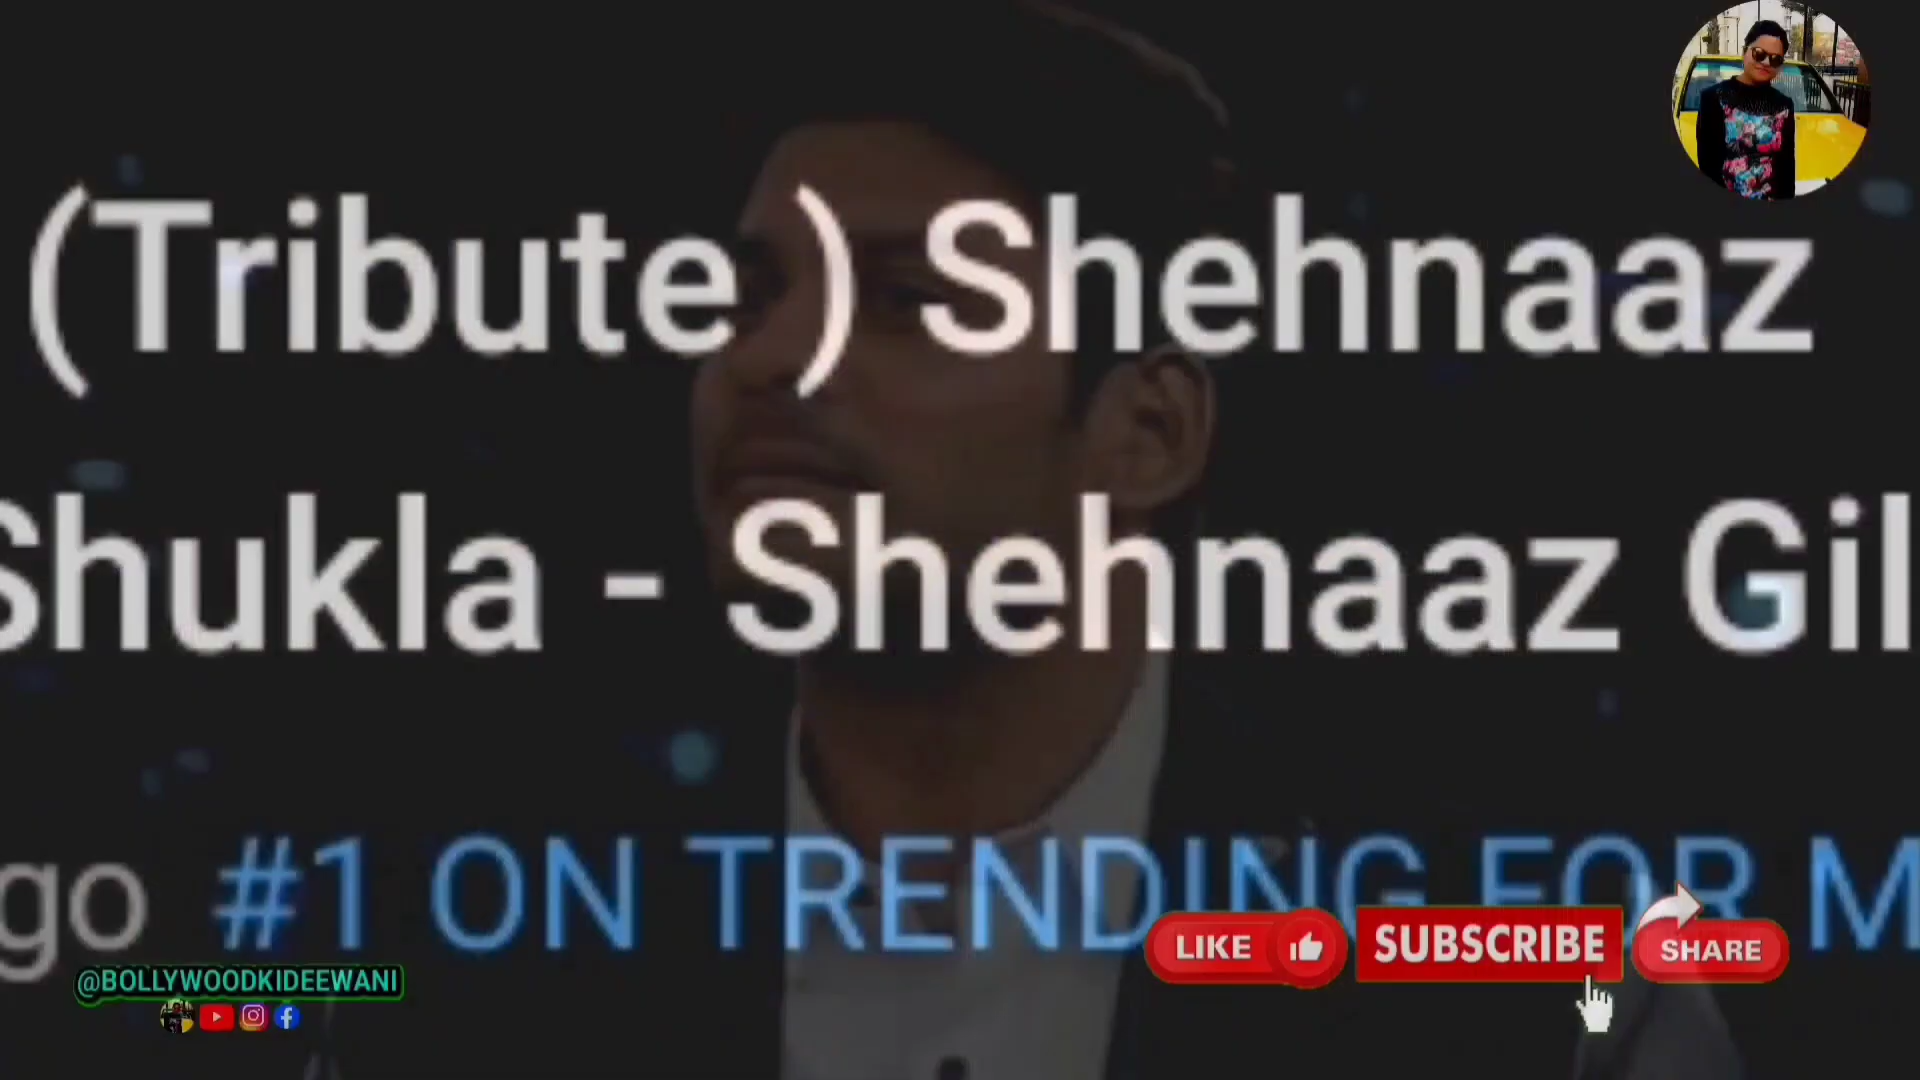 (Tribute ) Shehnaaz
Shukla - Shehnaaz Gil
go #1 ON TRENDING FOR M
LIKE SUBSCRIBE SHARE
@BOLLYWOODKIDEEWANI